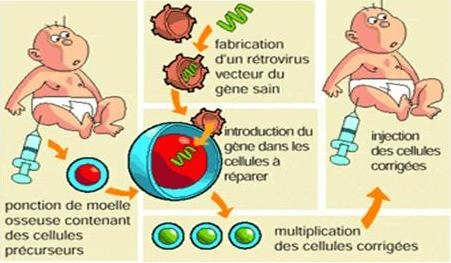 fabrication
d'un rétrovirus
vecteur du
gène sain
introduction du
gène dans les
cellules à
réparer
injection
des cellules
corrigées
ponction de moelle
osseuse contenant
des cellules
précurseurs
multiplication
des cellules corrigées